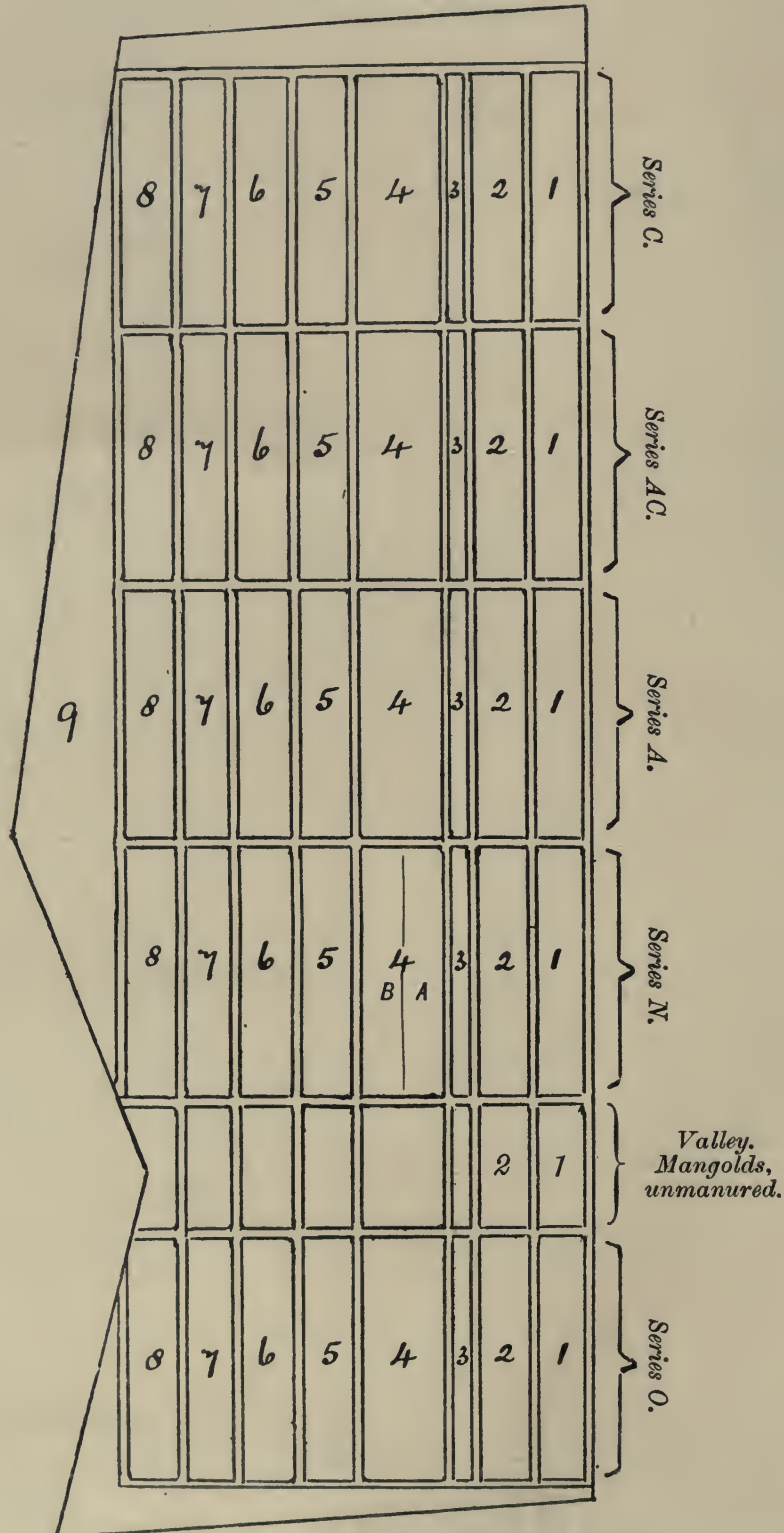 8 7 6 5 4 3 2 1
Series C.
8 7 6 5 4 3 2 1
Series AC.
9
8 7 6 5 4 3 2 1
Series A.
8 7 6 5 4 3 2 1
B A
Series N.
2 1
Valley.
Mangolds,
unmanured.
8 7 6 5 4 3 2 1
Series O.